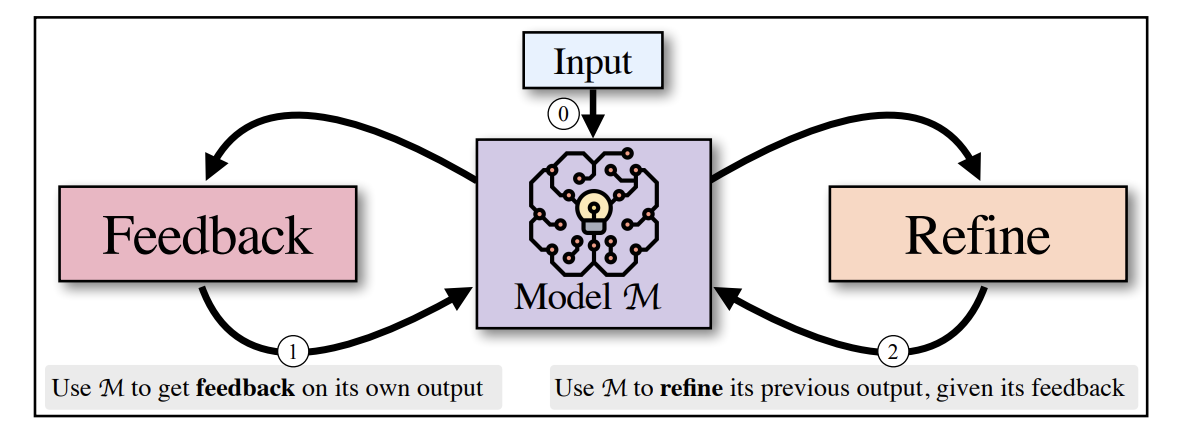 Input
0
Feedback
Refine
Model ℳ
1
2
Use ℳ to get feedback on its own output
Use ℳ to refine its previous output, given its feedback